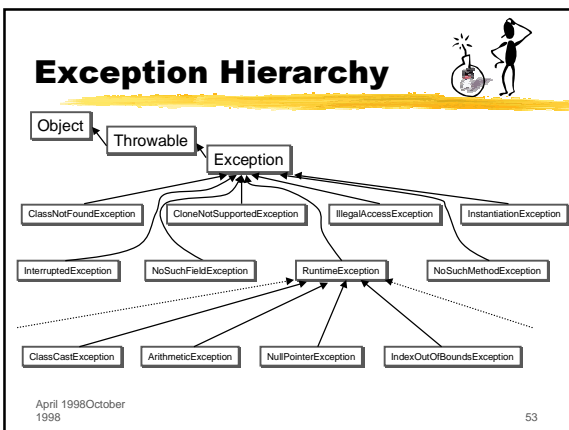 Exception Hierarchy
Object
Throwable
Exception
ClassNotFoundException
CloneNotSupportedException
IllegalAccessException
InstantiationException
InterruptedException
NoSuchFieldException
RuntimeException
NoSuchMethodException
ClassCastException
ArithmeticException
NullPointerException
IndexOutOfBoundsException
April 1998October
1998
53